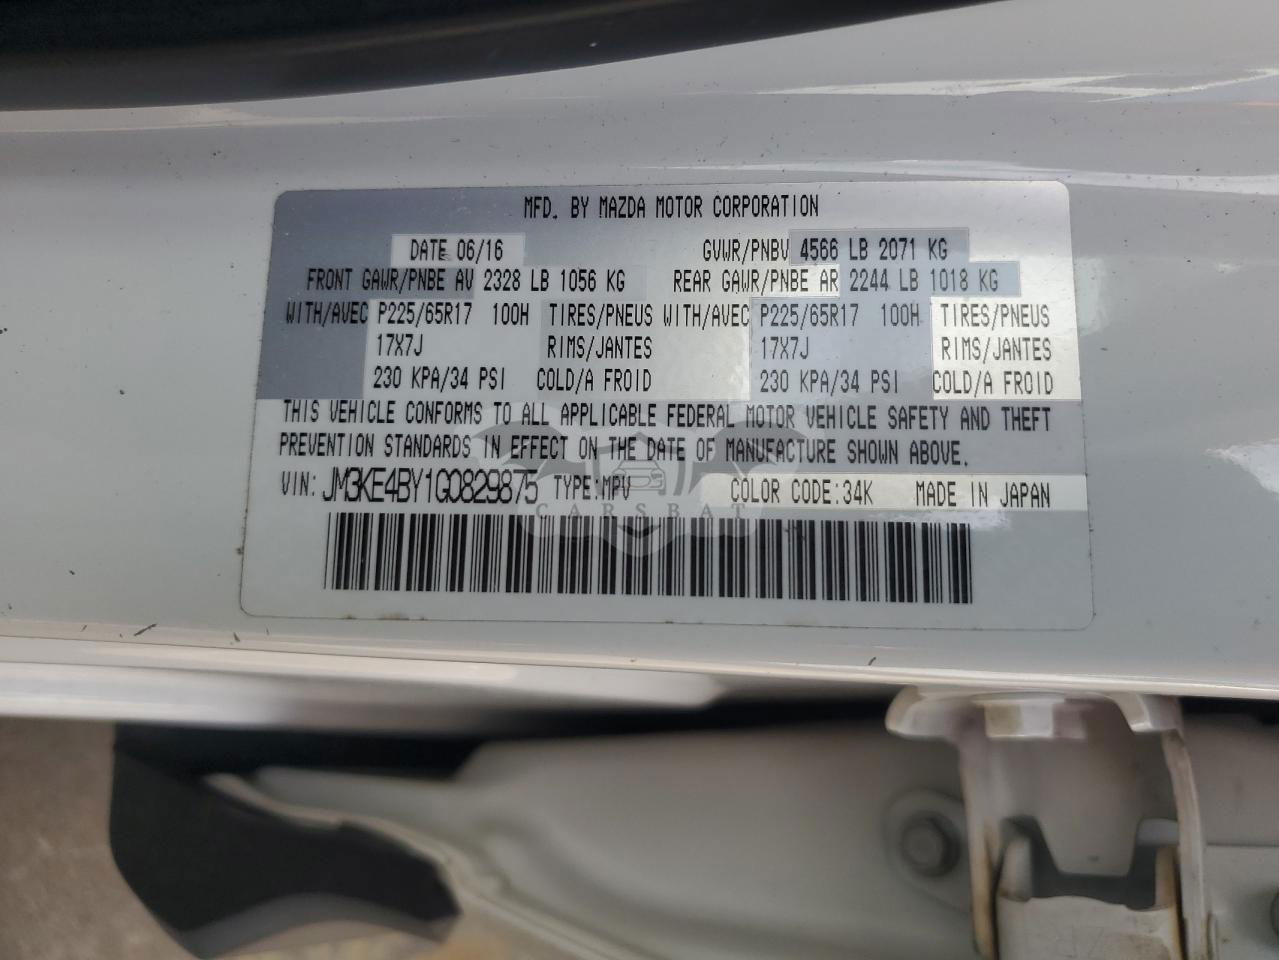 MFD. BY MAZDA MOTOR CORPORATION
DATE 06/16 GVWR/PNBV 4566 LB 2071 KG
FRONT GAWR/PNBE AV 2328 LB 1056 KG REAR GAWR/PNBE AR 2244 LB 1018 KG
WITH/AVEC P225/65R17 100H TIRES/PNEUS WITH/AVEC P225/65R17 100H TIRES/PNEUS
17X7J RIMS/JANTES 17X7J RIMS/JANTES
230 KPA/34 PSI COLD/A FROID 230 KPA/34 PSI COLD/A FROID
THIS VEHICLE CONFORMS TO ALL APPLICABLE FEDERAL MOTOR VEHICLE SAFETY AND THEFT
PREVENTION STANDARDS IN EFFECT ON THE DATE OF MANUFACTURE SHOWN ABOVE.
VIN: JM3KE4BY1G0829875 TYPE:MPV COLOR CODE:34K MADE IN JAPAN
CARSBAT